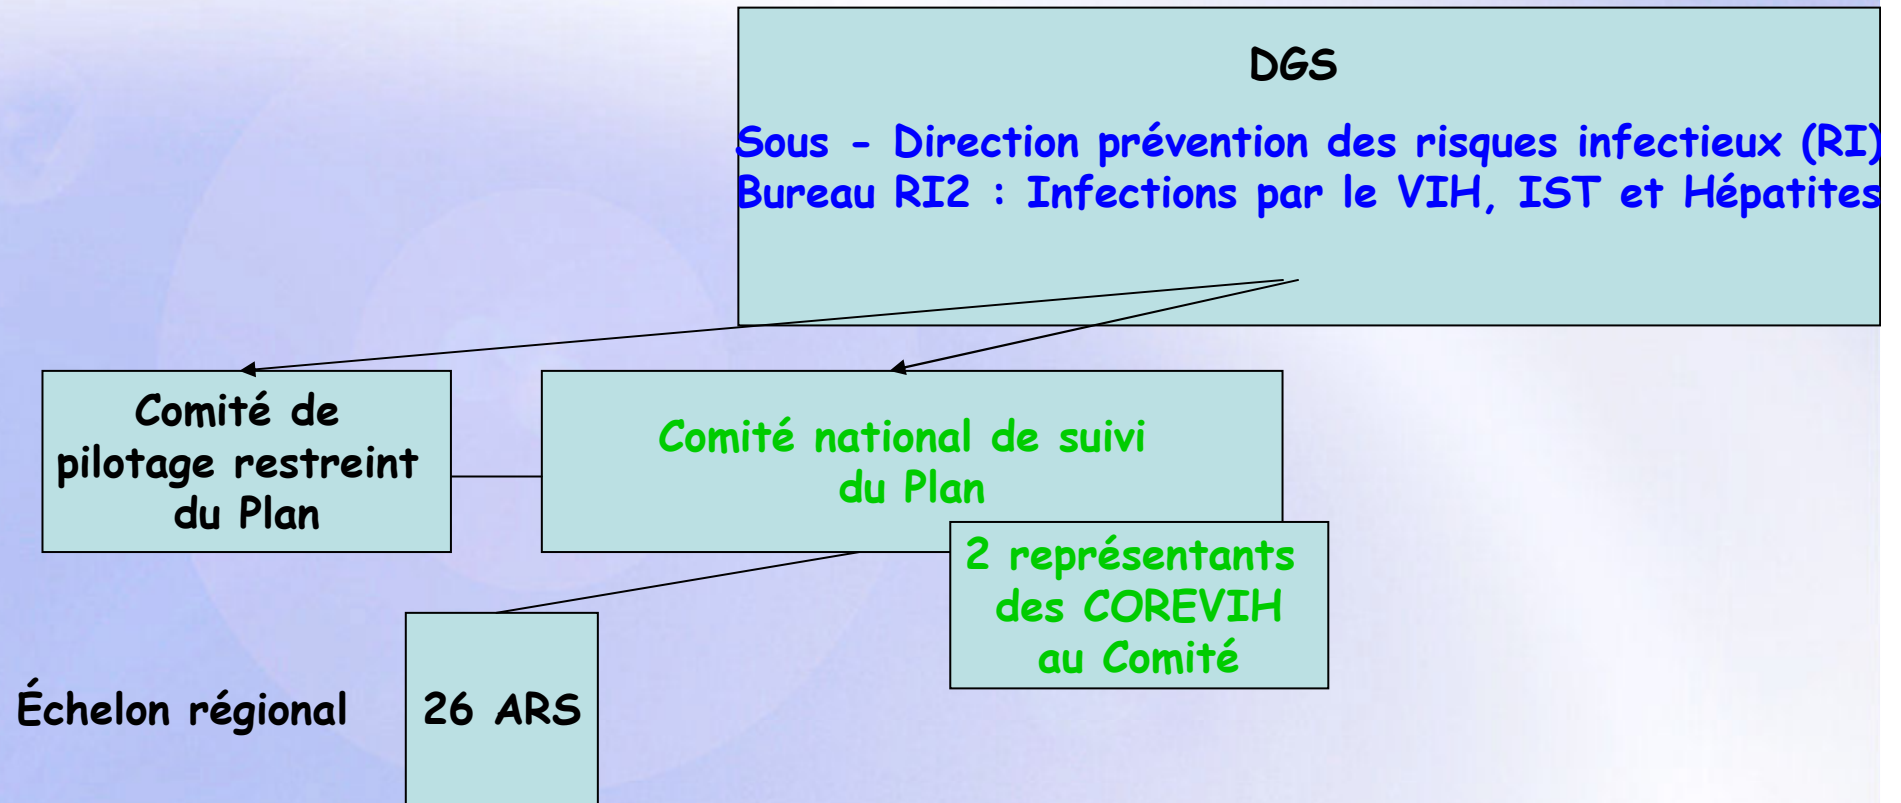 DGS
Sous - Direction prévention des risques infectieux (RI)
Bureau RI2 : Infections par le VIH, IST et Hépatites
Comité de
pilotage restreint
du Plan
Comité national de suivi
du Plan
2 représentants
des COREVIH
au Comité
Échelon régional
26 ARS